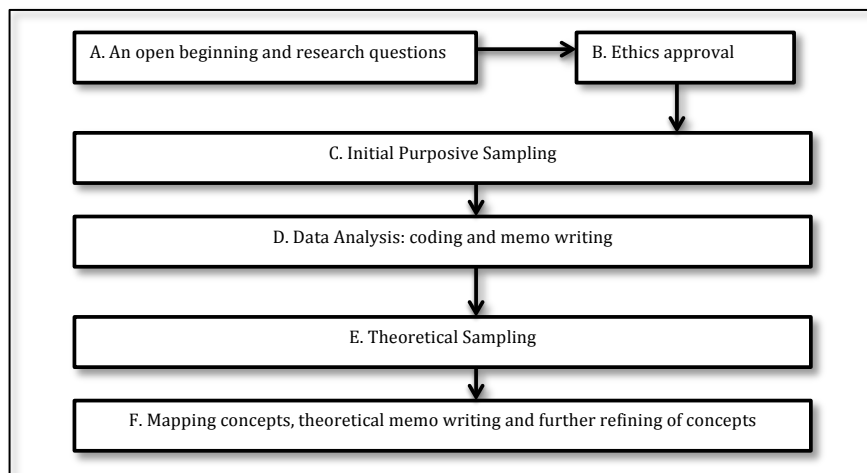 A. An open beginning and research questions
B. Ethics approval
C. Initial Purposive Sampling
D. Data Analysis: coding and memo writing
E. Theoretical Sampling
F. Mapping concepts, theoretical memo writing and further refining of concepts